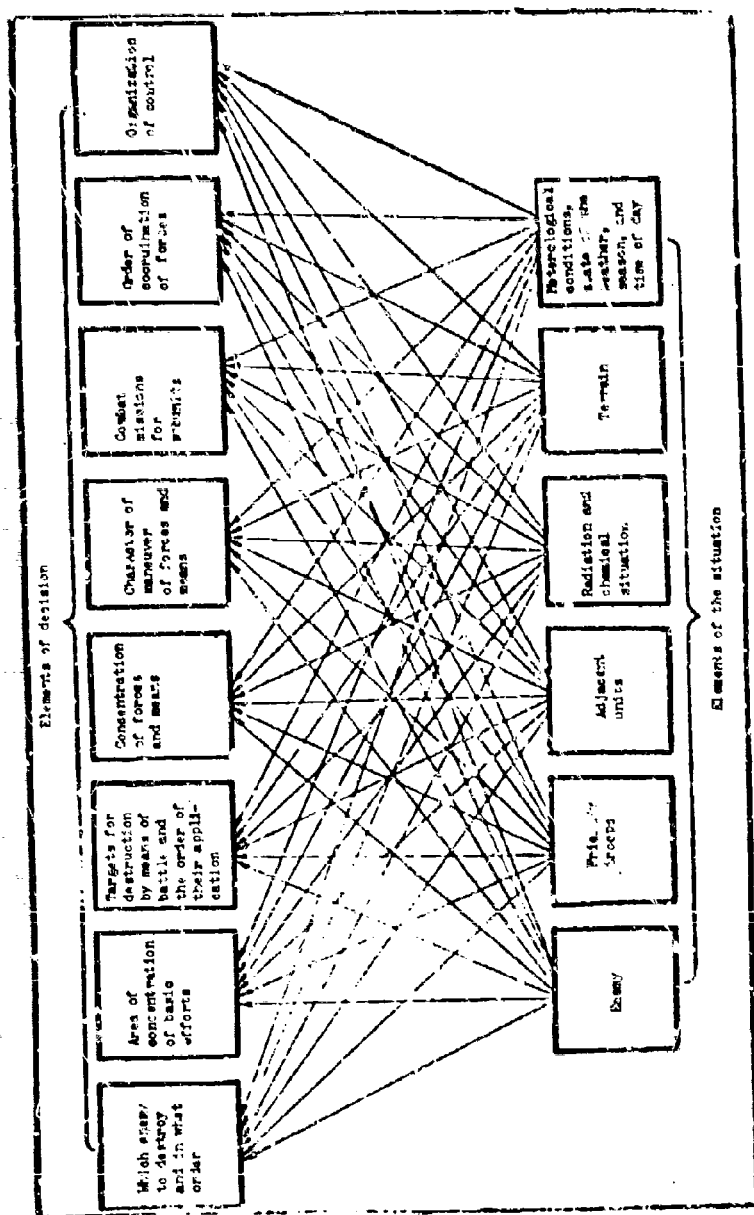 Elements of decision
Which enemy
to destroy
and in what
order
Area of
concentration
of basic
efforts
Targets for
destruction
by means of
battle and
the order of
their appli-
cation
Concentration
of forces
and means
Character of
maneuver
of forces and
means
Combat
missions
for
subunits
Order of
coordination
of forces
Organization
of control
Enemy
Friendly
troops
Adjacent
units
Radiation and
chemical
situation
Terrain
Meterological
conditions,
state of the
weather,
season, and
time of day
Elements of the situation